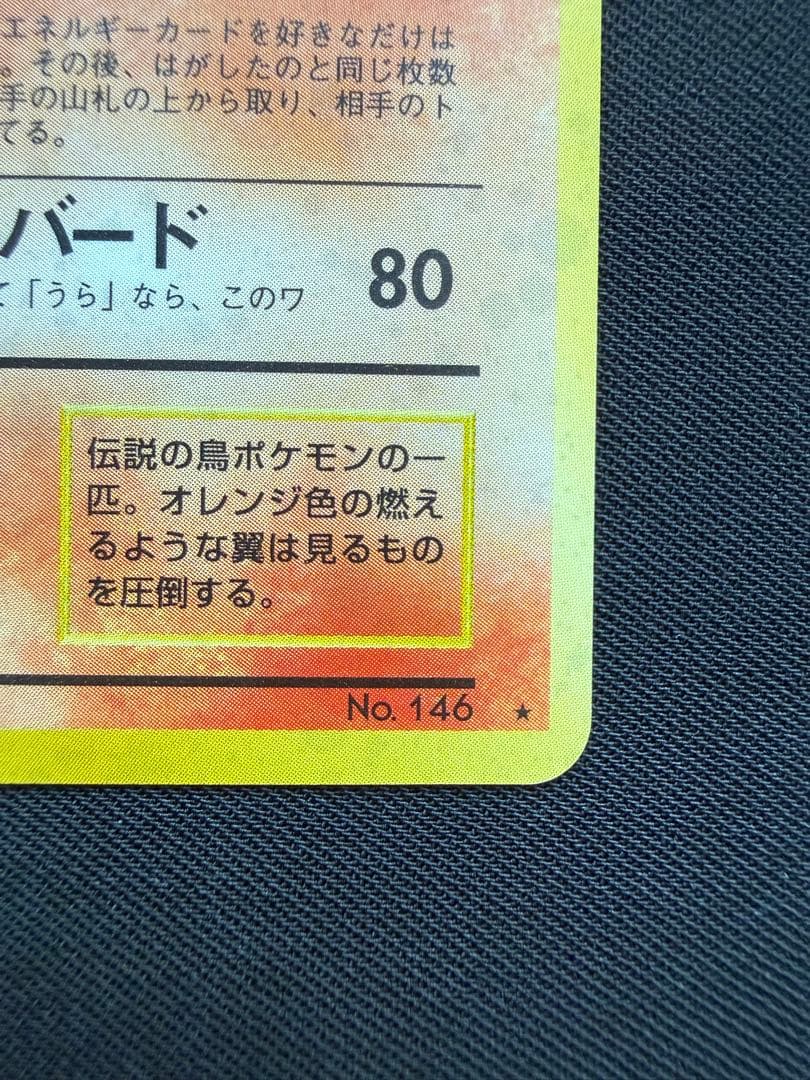 エネルギーカードを好きなだけは
。その後、はがしたのと同じ枚数
手の山札の上から取り、相手のト
てる。
バード
80
て「うら」なら、このワ
伝説の鳥ポケモンの一
匹。オレンジ色の燃え
るような翼は見るもの
を圧倒する。
No. 146 ★